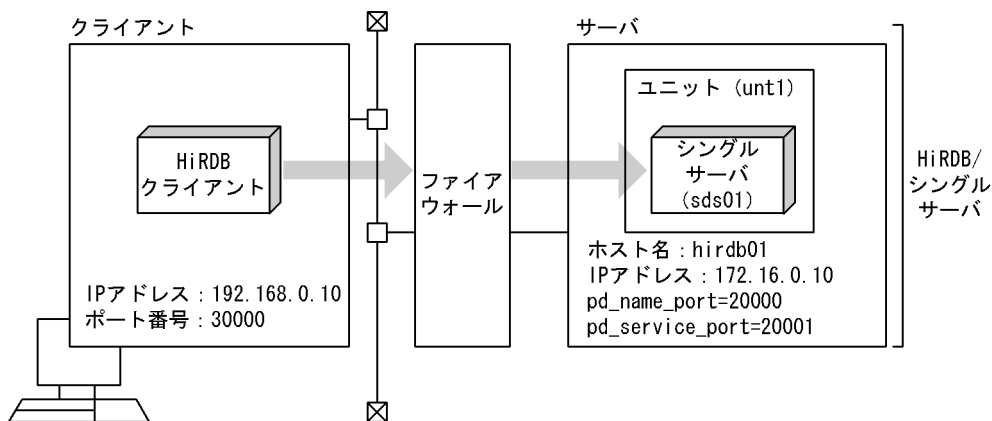 クライアント
HiRDB
クライアント
IPアドレス：192.168.0.10
ポート番号：30000
ファイア
ウォール
サーバ
ユニット（unt1）
シングル
サーバ
(sds01)
ホスト名：hirdb01
IPアドレス：172.16.0.10
pd_name_port=20000
pd_service_port=20001
HiRDB/
シングル
サーバ